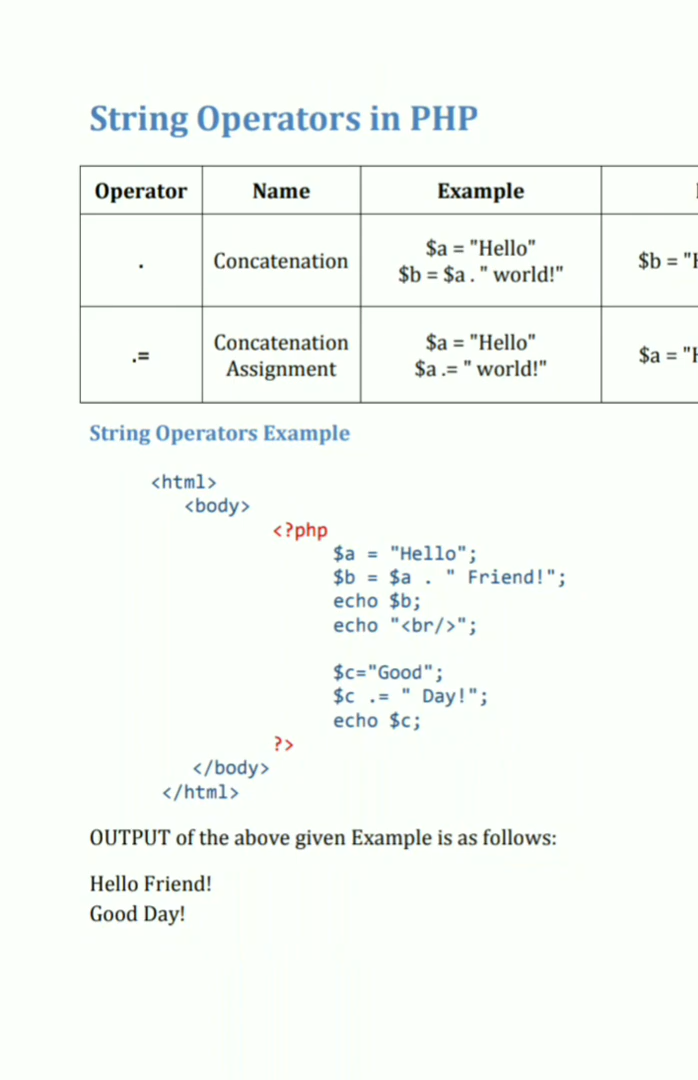 String Operators in PHP
Operator Name Example
. Concatenation $a = "Hello" $b = "
$b = $a . " world!"
.= Concatenation Assignment $a = "Hello" $a = "
$a .= " world!"
String Operators Example
<html>
<body>
<?php
$a = "Hello";
$b = $a . " Friend!";
echo $b;
echo "<br/>";
$c="Good";
$c .= " Day!";
echo $c;
?>
</body>
</html>
OUTPUT of the above given Example is as follows:
Hello Friend!
Good Day!